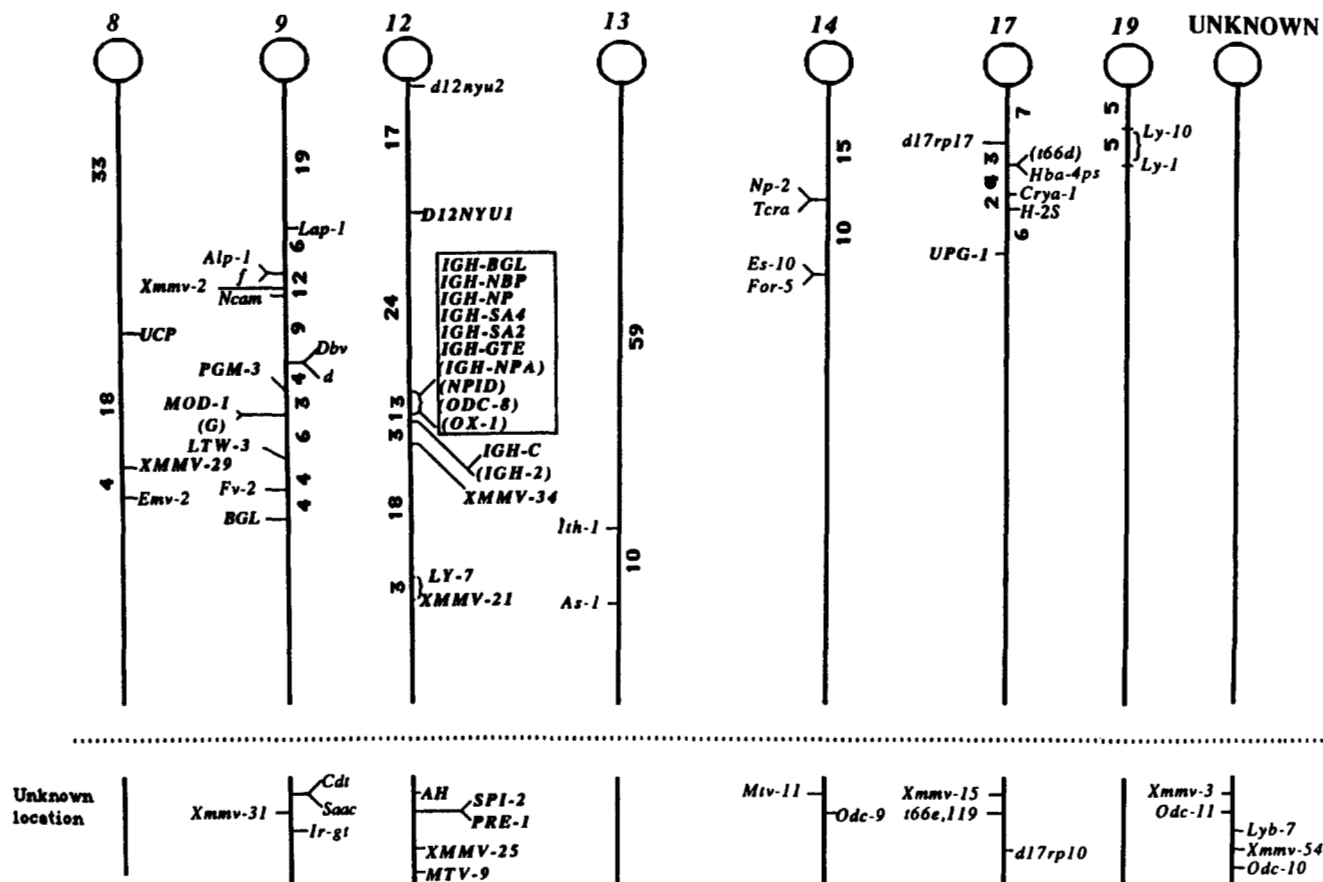 8 9 12 13 14 17 19 UNKNOWN
33
18
4
UCP
XMMV-29
Emv-2
19
6
12
9
4
3
6
4
4
Lap-1
Alp-1
f
Xmmv-2
Ncam
Dbv
d
PGM-3
MOD-1
(G)
LTW-3
Fv-2
BGL
17
24
13
3
18
3
d12nyu2
D12NYU1
IGH-BGL
IGH-NBP
IGH-NP
IGH-SA4
IGH-SA2
IGH-GTE
(IGH-NPA)
(NPID)
(ODC-8)
(OX-1)
IGH-C
(IGH-2)
XMMV-34
LY-7
XMMV-21
59
10
As-1
15
10
Np-2
Tcra
Es-10
For-5
7
3
4
2
6
d17rp17
(t66d)
Hba-4ps
Crya-1
H-2S
UPG-1
5
5
Ly-10
Ly-1
Unknown
location
Cdt
Saac
Xmmv-31
Ir-gt
AH
SPI-2
PRE-1
XMMV-25
MTV-9
Mtv-11
Odc-9
Xmmv-15
t66e,119
d17rp10
Xmmv-3
Odc-11
Lyb-7
Xmmv-54
Odc-10